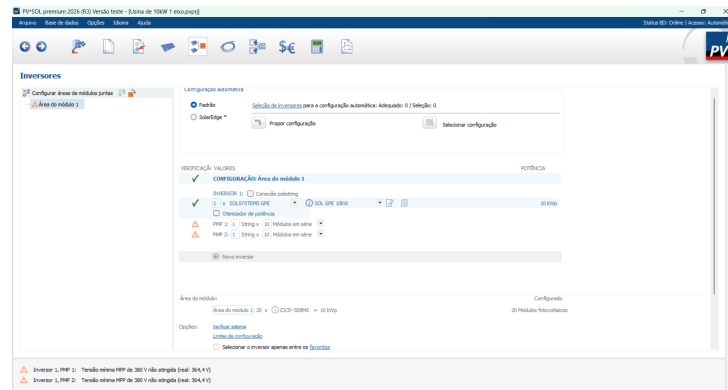 PV*SOL premium 2026 (R3) Versão teste - [Usina de 10kW 1 eixo.pvprj]
Arquivo Base de dados Opções Idioma Ajuda
Status BD: Online | Acesso: Automáti
PV
Inversores
Configurar áreas de módulos juntas
Área do módulo 1
Configuração automática
Padrão
Seleção de inversores para a configuração automática: Adequado: 0 / Seleção: 0
SolarEdge *
Propor configuração
Selecionar configuração
VERIFICAÇÃ VALORES POTÊNCIA
CONFIGURAÇÃO: Área do módulo 1
INVERSOR 1: Conexão polystring
1 x SOLSYSTEMS GPE SOL GPE 10kW 10 kWp
Otimizador de potência
PMP 1: 1 String x 10 Módulos em série
PMP 2: 1 String x 10 Módulos em série
Novo inversor
Área do módulo: Configurado
Área do módulo 1 20 x CS3Y-500MS = 10 kWp 20 Módulos fotovoltaicos
Opções: Verificar sistema
Limites de configuração
Selecionar o inversor apenas entre os favoritos
Inversor 1, PMP 1: Tensão mínima MPP de 380 V não atingida (real: 364,4 V)
Inversor 1, PMP 2: Tensão mínima MPP de 380 V não atingida (real: 364,4 V)